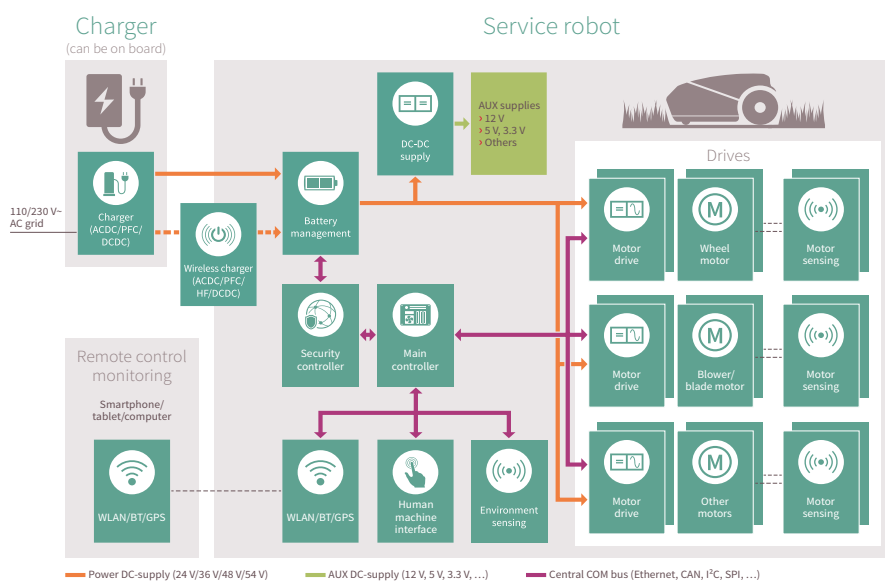 Charger
(can be on board)
Service robot
110/230 V~
AC grid
Charger
(ACDC/PFC/
DCDC)
Wireless charger
(ACDC/PFC/
HF/DCDC)
Battery
management
DC-DC
supply
AUX supplies
› 12 V
› 5 V, 3.3 V
› Others
Drives
Motor
drive
M
Wheel
motor
Motor
sensing
Security
controller
Main
controller
Motor
drive
M
Blower/
blade motor
Motor
sensing
Remote control
monitoring
Smartphone/
tablet/computer
WLAN/BT/GPS
WLAN/BT/GPS
Human
machine
interface
Environment
sensing
Motor
drive
M
Other
motors
Motor
sensing
Power DC-supply (24 V/36 V/48 V/54 V)
AUX DC-supply (12 V, 5 V, 3.3 V, …)
Central COM bus (Ethernet, CAN, I²C, SPI, …)